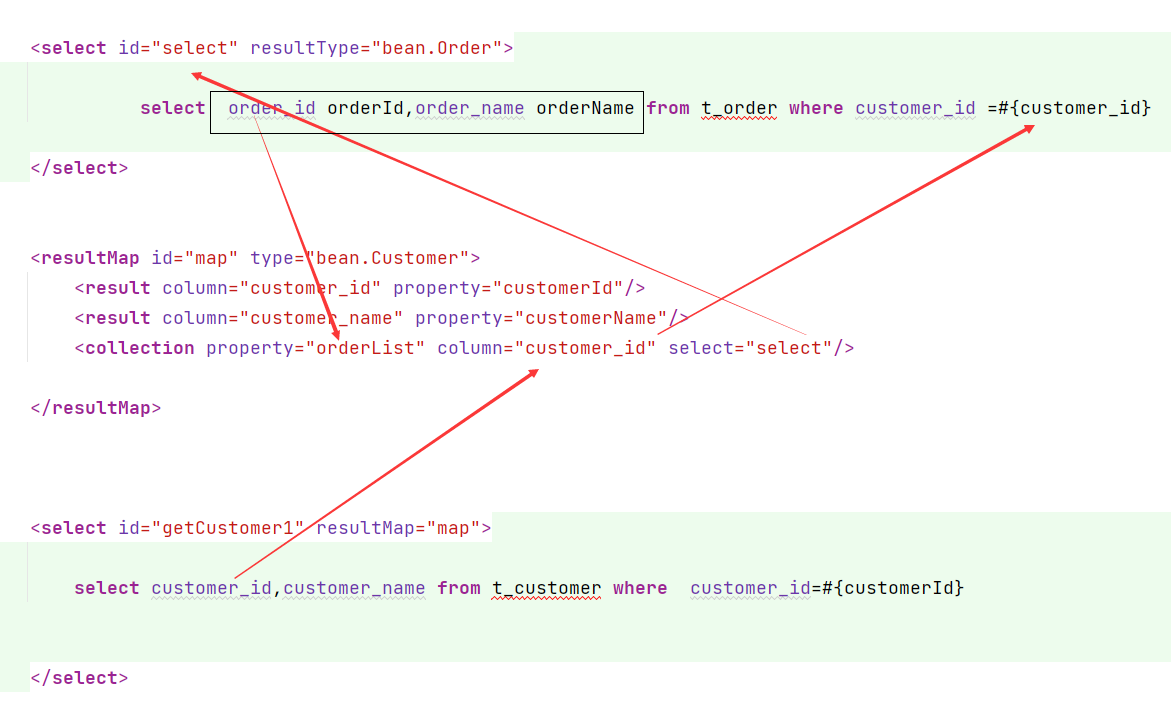 <select id="select" resultType="bean.Order">
select order_id orderId,order_name orderName from t_order where customer_id =#{customer_id}
</select>
<resultMap id="map" type="bean.Customer">
<result column="customer_id" property="customerId"/>
<result column="customer_name" property="customerName"/>
<collection property="orderList" column="customer_id" select="select"/>
</resultMap>
<select id="getCustomer1" resultMap="map">
select customer_id,customer_name from t_customer where customer_id=#{customerId}
</select>